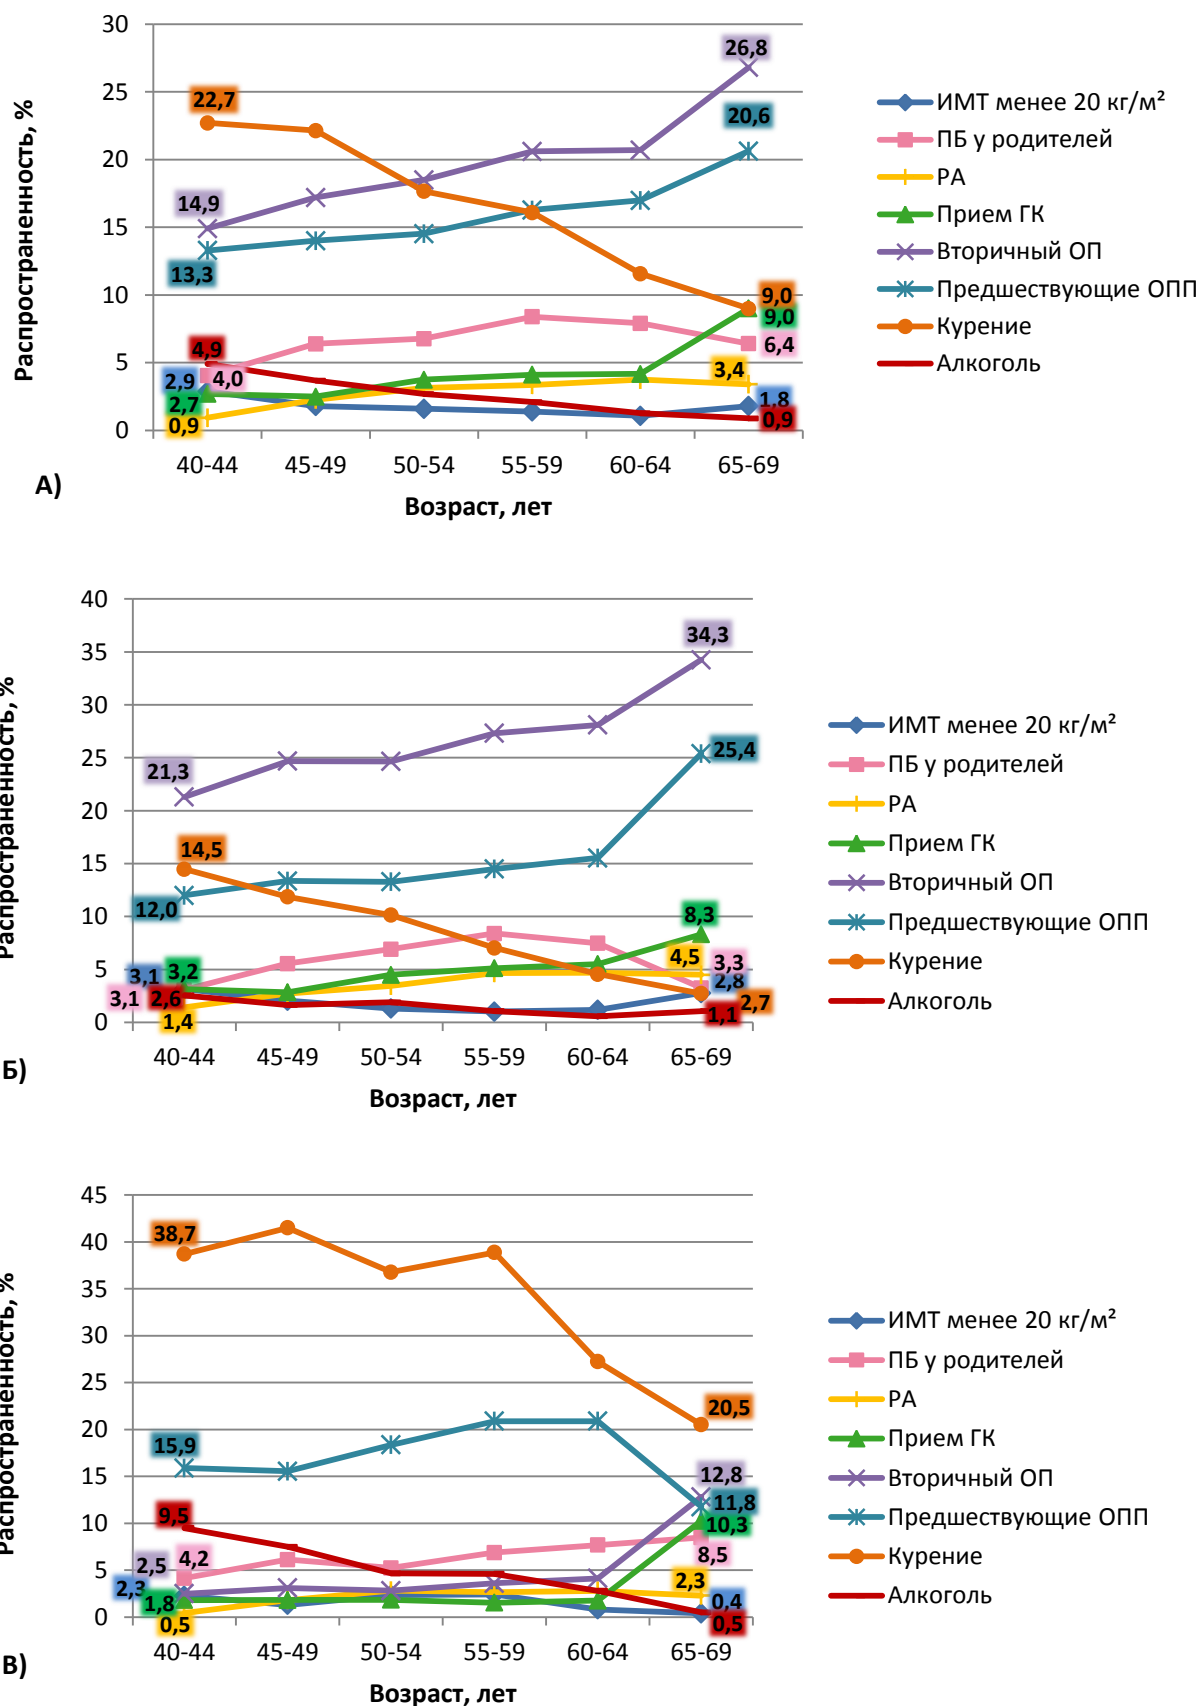 30
25
20
15
10
5
0
Распространенность, %
22,7
14,9
13,3
4,9
2,9
4,0
2,7
0,9
26,8
20,6
9,0
9,0
6,4
3,4
1,8
0,9
40-44 45-49 50-54 55-59 60-64 65-69
Возраст, лет
А)
ИМТ менее 20 кг/м²
ПБ у родителей
РА
Прием ГК
Вторичный ОП
Предшествующие ОПП
Курение
Алкоголь
40
35
30
25
20
15
10
5
0
Распространенность, %
21,3
14,5
12,0
3,1
3,2
3,1
2,6
1,4
34,3
25,4
8,3
4,5
3,3
2,8
2,7
1,1
40-44 45-49 50-54 55-59 60-64 65-69
Возраст, лет
Б)
ИМТ менее 20 кг/м²
ПБ у родителей
РА
Прием ГК
Вторичный ОП
Предшествующие ОПП
Курение
Алкоголь
45
40
35
30
25
20
15
10
5
0
Распространенность, %
38,7
15,9
9,5
2,5
4,2
2,3
1,8
0,5
20,5
12,8
11,8
10,3
8,5
2,3
0,4
0,5
40-44 45-49 50-54 55-59 60-64 65-69
Возраст, лет
В)
ИМТ менее 20 кг/м²
ПБ у родителей
РА
Прием ГК
Вторичный ОП
Предшествующие ОПП
Курение
Алкоголь